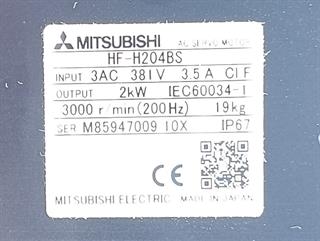 MITSUBISHI AC SERVO MOTOR
HF-H204BS
INPUT 3AC 381V 3.5A Cl F
OUTPUT 2kW IEC60034-1
3000 r/min(200Hz) 19kg
SER M85947009 10X IP67
CE
MITSUBISHI ELECTRIC MADE IN JAPAN